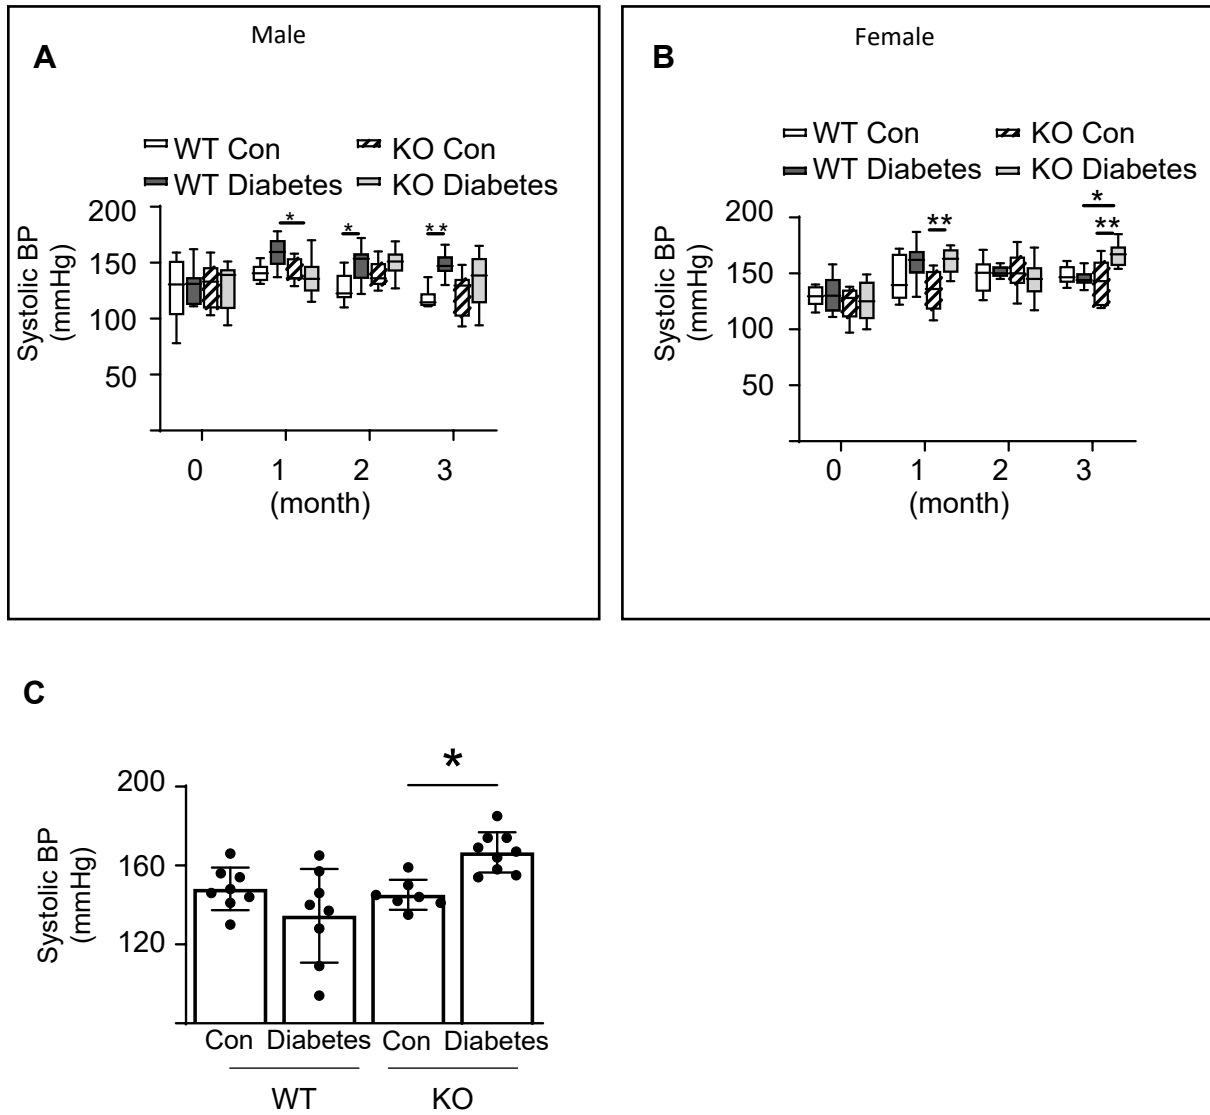 A
Male
WT Con
KO Con
WT Diabetes
KO Diabetes
Systolic BP
(mmHg)
200
150
100
50
*
*
**
0 1 2 3
(month)
B
Female
WT Con
KO Con
WT Diabetes
KO Diabetes
Systolic BP
(mmHg)
200
150
100
50
**
*
**
0 1 2 3
(month)
C
Systolic BP
(mmHg)
200
160
120
*
Con Diabetes Con Diabetes
WT KO